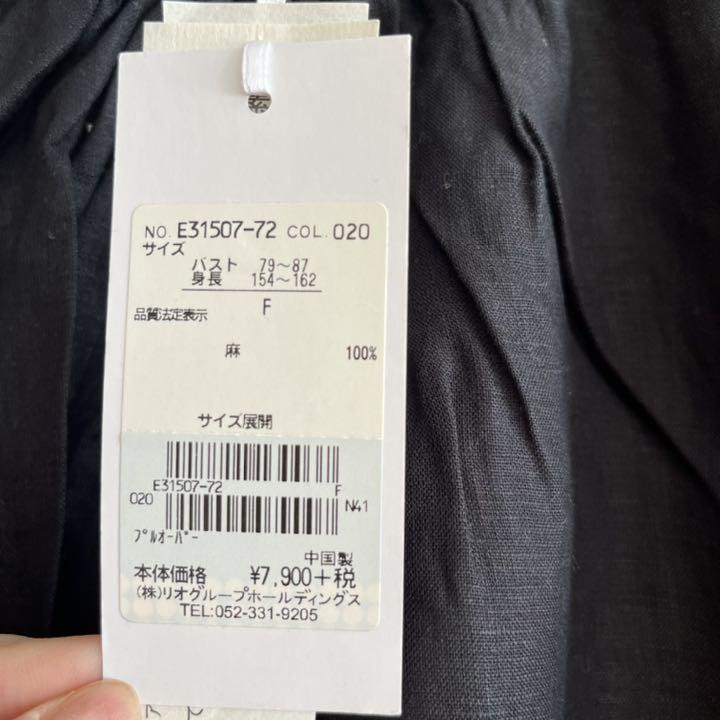 NO. E31507-72 COL. 020
サイズ
バスト 79～87
身長 154～162
F
品質法定表示
麻 100%
サイズ展開
E31507-72 F
020 N41
ﾌﾟﾙｵｰﾊﾞｰ
中国製
本体価格 ¥7,900+税
(株)リオグループホールディングス
TEL:052-331-9205